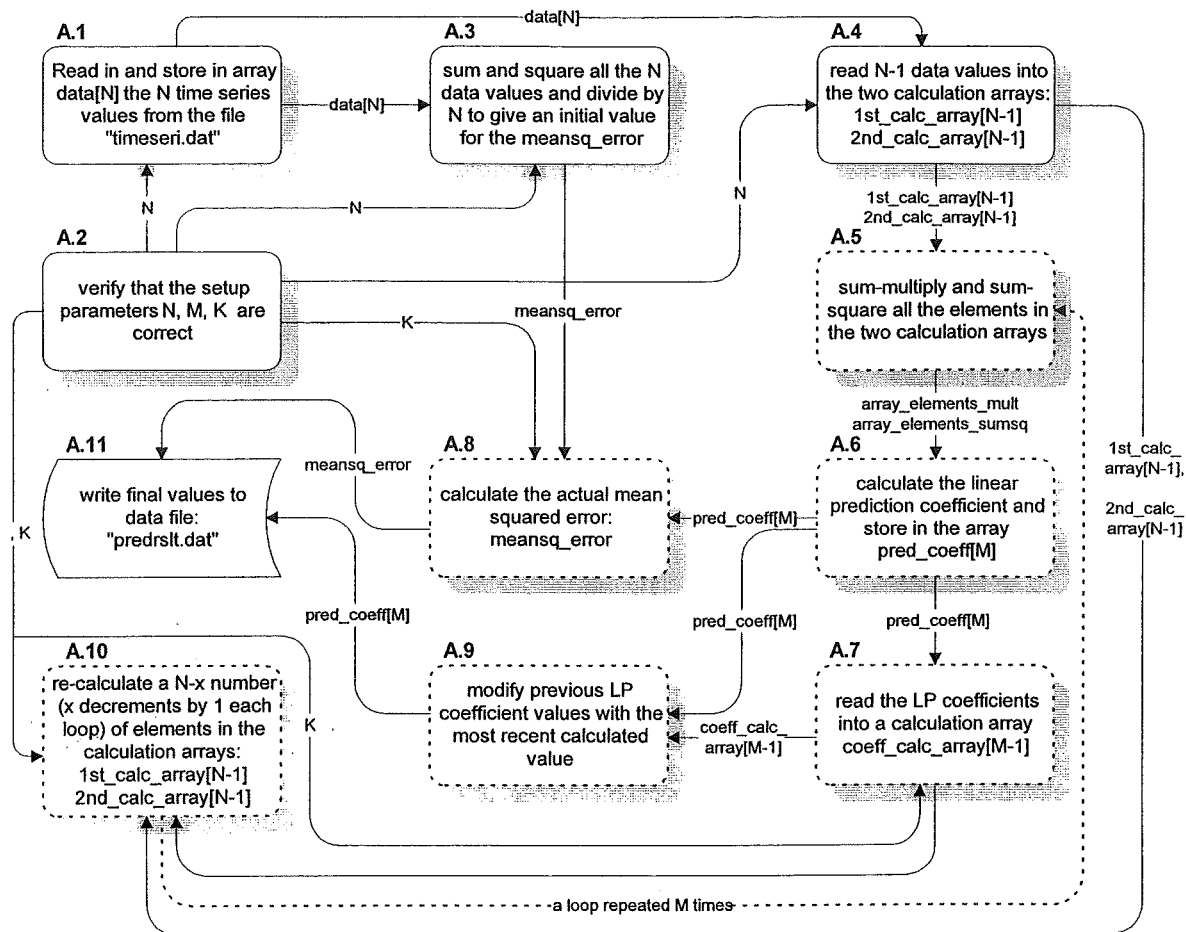 data[N]
A.1
Read in and store in array
data[N] the N time series
values from the file
"timeseri.dat"
data[N]
A.3
sum and square all the N
data values and divide by
N to give an initial value
for the meansq_error
A.4
read N-1 data values into
the two calculation arrays:
1st_calc_array[N-1]
2nd_calc_array[N-1]
N
N
N
1st_calc_array[N-1]
2nd_calc_array[N-1]
A.2
verify that the setup
parameters N, M, K are
correct
K
meansq_error
A.5
sum-multiply and sum-
square all the elements in
the two calculation arrays
array_elements_mult
array_elements_sumsq
A.11
write final values to
data file:
"predrslt.dat"
K
meansq_error
A.8
calculate the actual mean
squared error:
meansq_error
pred_coeff[M]
A.6
calculate the linear
prediction coefficient and
store in the array
pred_coeff[M]
1st_calc_
array[N-1],
2nd_calc_
array[N-1]
pred_coeff[M]
pred_coeff[M]
pred_coeff[M]
A.10
re-calculate a N-x number
(x decrements by 1 each
loop) of elements in the
calculation arrays:
1st_calc_array[N-1]
2nd_calc_array[N-1]
K
A.9
modify previous LP
coefficient values with the
most recent calculated
value
coeff_calc_
array[M-1]
A.7
read the LP coefficients
into a calculation array
coeff_calc_array[M-1]
a loop repeated M times